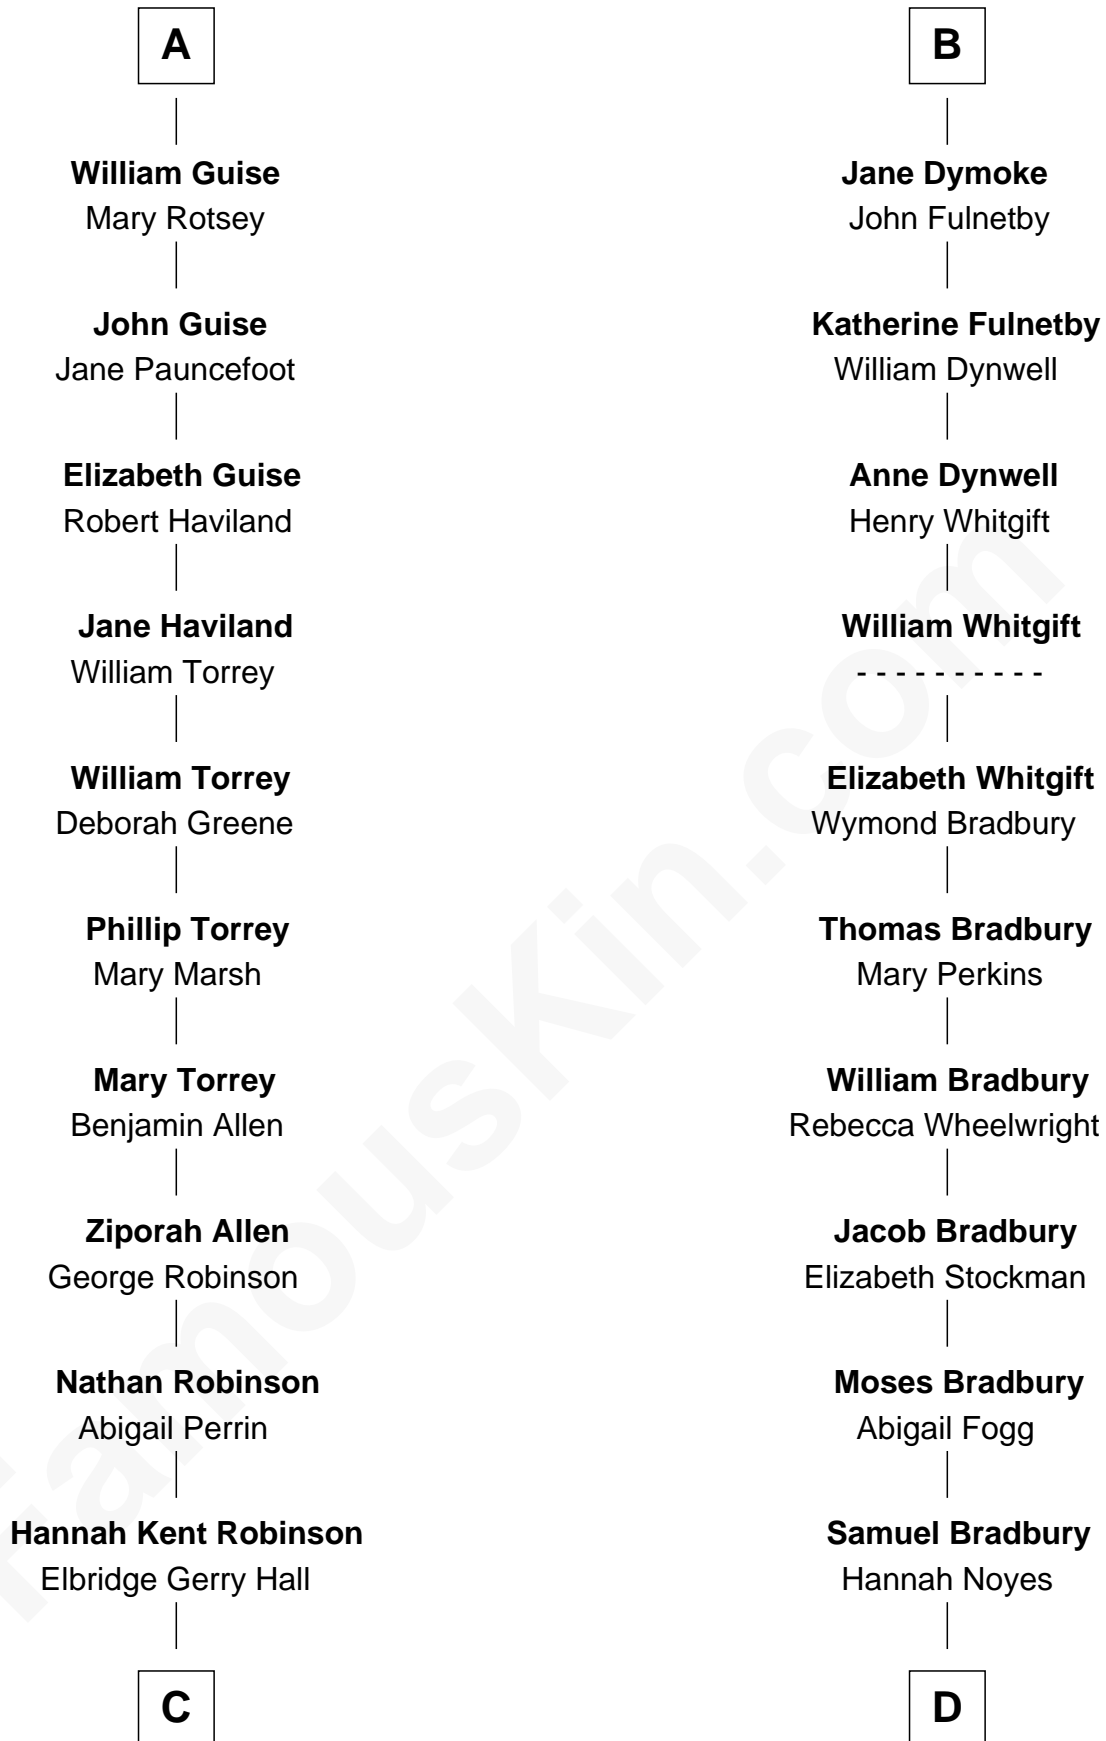 A
William Guise
Mary Rotsey
John Guise
Jane Pauncefoot
Elizabeth Guise
Robert Haviland
Jane Haviland
William Torrey
William Torrey
Deborah Greene
Phillip Torrey
Mary Marsh
Mary Torrey
Benjamin Allen
Ziporah Allen
George Robinson
Nathan Robinson
Abigail Perrin
Hannah Kent Robinson
Elbridge Gerry Hall
C
B
Jane Dymoke
John Fulnetby
Katherine Fulnetby
William Dynwell
Anne Dynwell
Henry Whitgift
William Whitgift
- - - - - - - - - -
Elizabeth Whitgift
Wymond Bradbury
Thomas Bradbury
Mary Perkins
William Bradbury
Rebecca Wheelwright
Jacob Bradbury
Elizabeth Stockman
Moses Bradbury
Abigail Fogg
Samuel Bradbury
Hannah Noyes
D
FamousKin.com